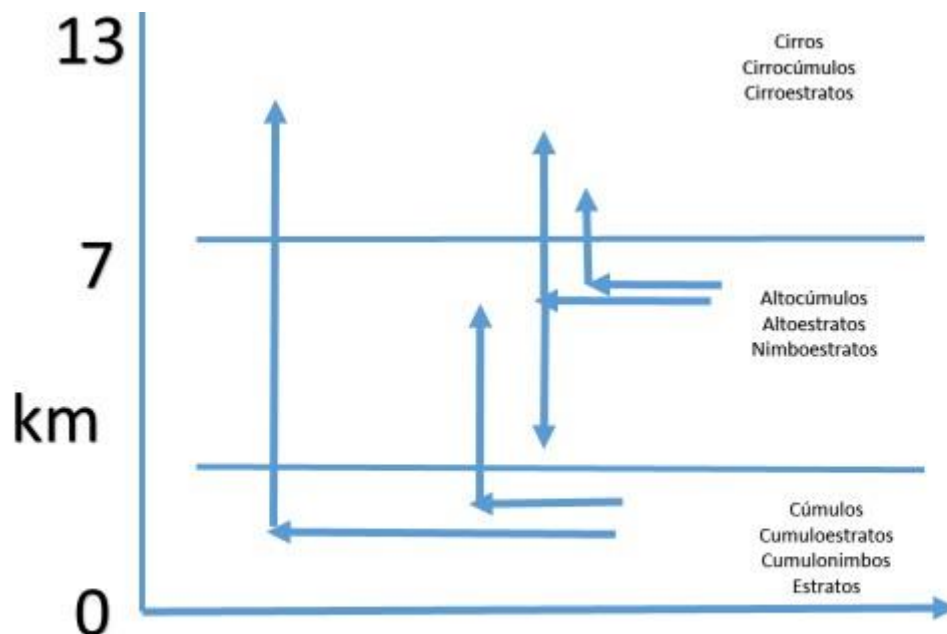 13
Cirros
Cirrocúmulos
Cirroestratos
7
Altocúmulos
Altoestratos
Nimboestratos
km
Cúmulos
Cumuloestratos
Cumulonimbos
Estratos
0